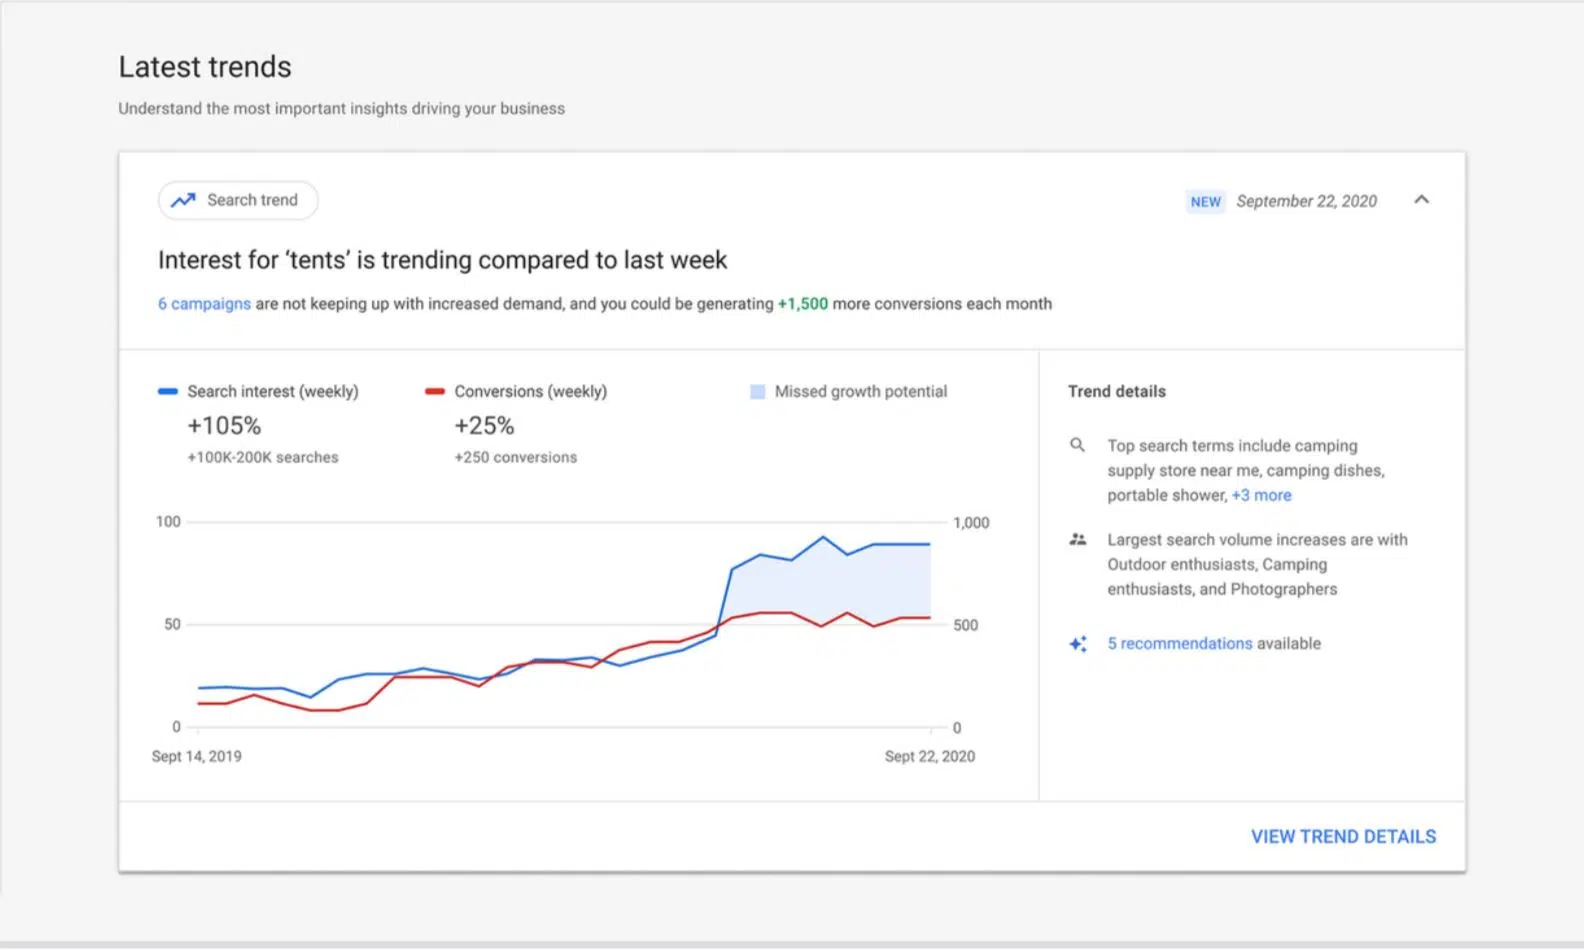 Latest trends
Understand the most important insights driving your business
Search trend
NEW September 22, 2020
Interest for ‘tents’ is trending compared to last week
6 campaigns are not keeping up with increased demand, and you could be generating +1,500 more conversions each month
Search interest (weekly)
+105%
+100K-200K searches
Conversions (weekly)
+25%
+250 conversions
Missed growth potential
100
50
0
1,000
500
0
Sept 14, 2019
Sept 22, 2020
Trend details
Top search terms include camping
supply store near me, camping dishes,
portable shower, +3 more
Largest search volume increases are with
Outdoor enthusiasts, Camping
enthusiasts, and Photographers
5 recommendations available
VIEW TREND DETAILS